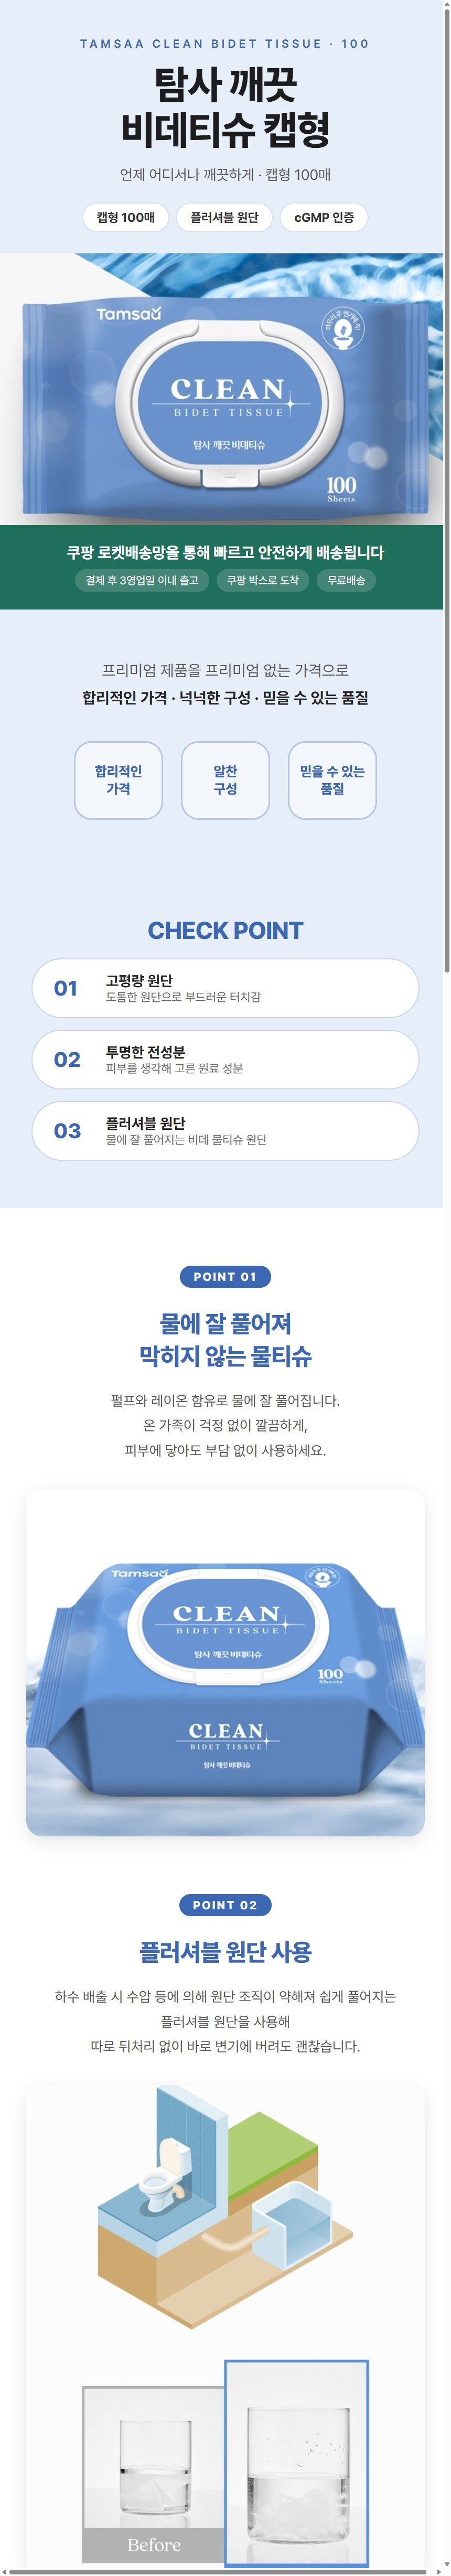 TAMSAA CLEAN BIDET TISSUE · 100
탐사 깨끗
비데티슈 캡형
언제 어디서나 깨끗하게 · 캡형 100매
캡형 100매
플러셔블 원단
cGMP 인증
Tamsaa
CLEAN
BIDET TISSUE
탐사 깨끗 비데티슈
100
Sheets
쿠팡 로켓배송망을 통해 빠르고 안전하게 배송됩니다
결제 후 3영업일 이내 출고
쿠팡 박스로 도착
무료배송
프리미엄 제품을 프리미엄 없는 가격으로
합리적인 가격 · 넉넉한 구성 · 믿을 수 있는 품질
합리적인
가격
알찬
구성
믿을 수 있는
품질
CHECK POINT
01
고평량 원단
도톰한 원단으로 부드러운 터치감
02
투명한 전성분
피부를 생각해 고른 원료 성분
03
플러셔블 원단
물에 잘 풀어지는 비데 물티슈 원단
POINT 01
물에 잘 풀어져
막히지 않는 물티슈
펄프와 레이온 함유로 물에 잘 풀어집니다.
온 가족이 걱정 없이 깔끔하게,
피부에 닿아도 부담 없이 사용하세요.
Tamsaa
CLEAN
BIDET TISSUE
탐사 깨끗 비데티슈
100
Sheets
CLEAN
BIDET TISSUE
탐사 깨끗 비데티슈
POINT 02
플러셔블 원단 사용
하수 배출 시 수압 등에 의해 원단 조직이 약해져 쉽게 풀어지는
플러셔블 원단을 사용해
따로 뒤처리 없이 바로 변기에 버려도 괜찮습니다.
Before